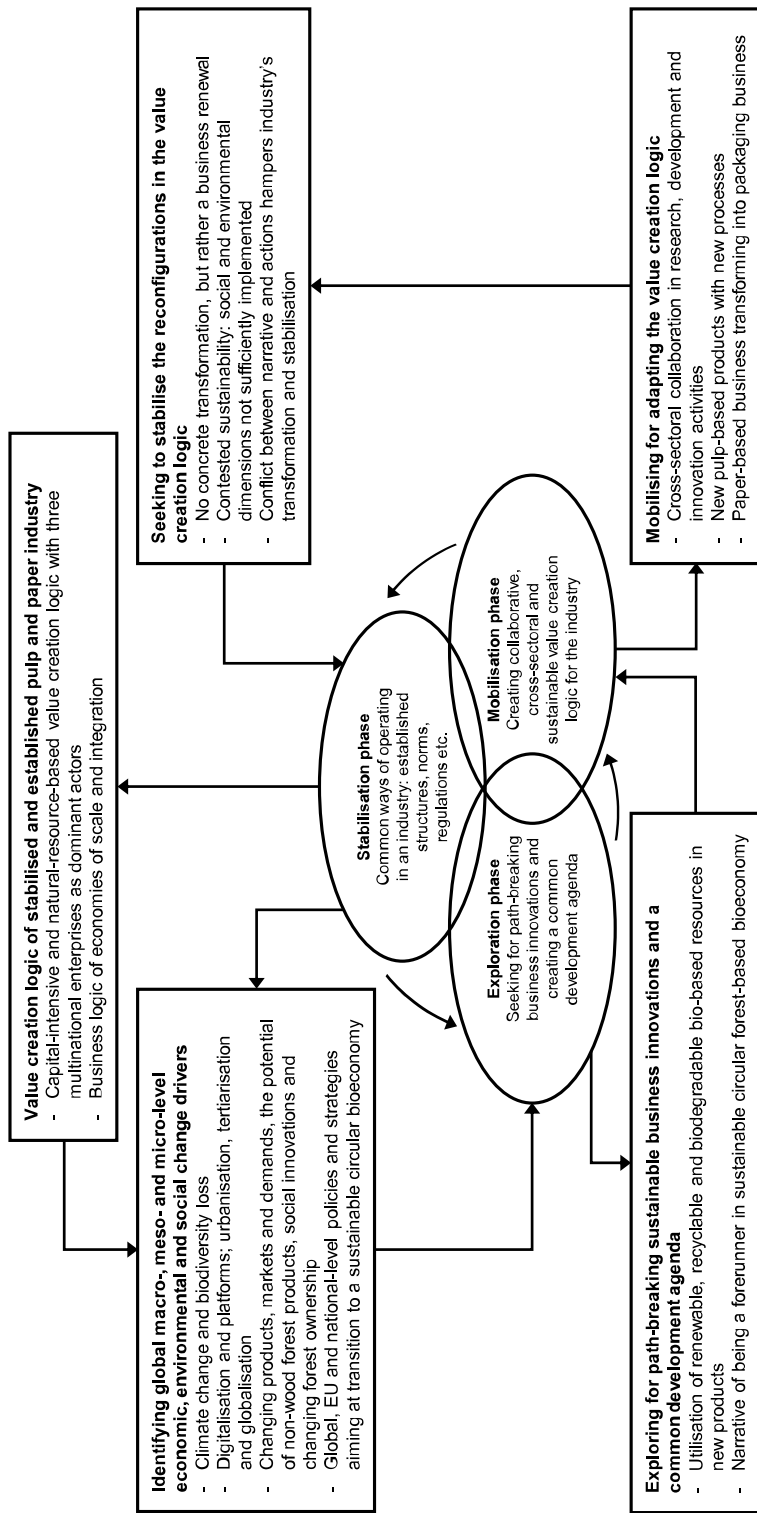 Value creation logic of stabilised and established pulp and paper industry
- Capital-intensive and natural-resource-based value creation logic with three
multinational enterprises as dominant actors
- Business logic of economies of scale and integration
Identifying global macro-, meso- and micro-level
economic, environmental and social change drivers
- Climate change and biodiversity loss
- Digitalisation and platforms; urbanisation, tertiarisation
and globalisation
- Changing products, markets and demands, the potential
of non-wood forest products, social innovations and
changing forest ownership
- Global, EU and national-level policies and strategies
aiming at transition to a sustainable circular bioeconomy
Seeking to stabilise the reconfigurations in the value
creation logic
- No concrete transformation, but rather a business renewal
- Contested sustainability: social and environmental
dimensions not sufficiently implemented
- Conflict between narrative and actions hampers industry's
transformation and stabilisation
Stabilisation phase
Common ways of operating
in an industry: established
structures, norms,
regulations etc.
Exploration phase
Seeking for path-breaking
business innovations and
creating a common
development agenda
Mobilisation phase
Creating collaborative,
cross-sectoral and
sustainable value creation
logic for the industry
Exploring for path-breaking sustainable business innovations and a
common development agenda
- Utilisation of renewable, recyclable and biodegradable bio-based resources in
new products
- Narrative of being a forerunner in sustainable circular forest-based bioeconomy
Mobilising for adapting the value creation logic
- Cross-sectoral collaboration in research, development and
innovation activities
- New pulp-based products with new processes
- Paper-based business transforming into packaging business